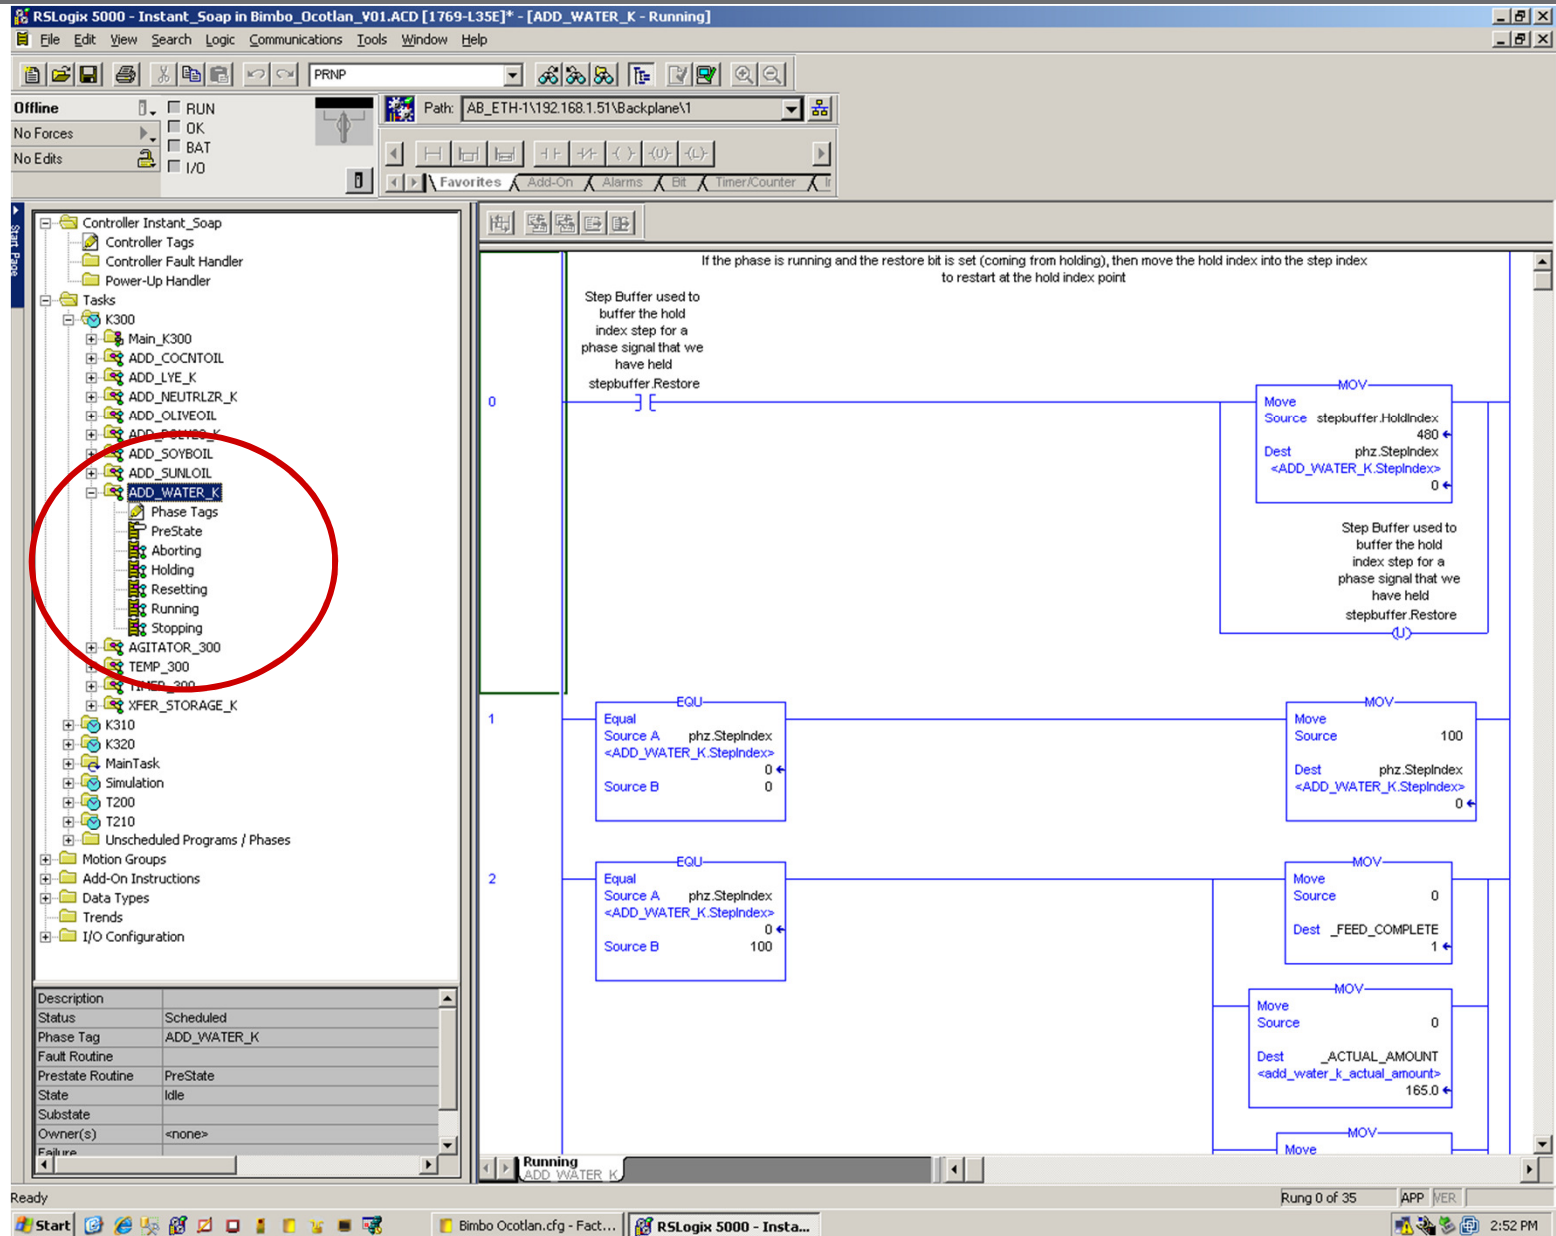 RSLogix 5000 - Instant_Soap in Bimbo_Ocotlan_V01.ACD [1769-L35E]* - [ADD_WATER_K - Running]
File Edit View Search Logic Communications Tools Window Help
PRNP
Offline
No Forces
No Edits
RUN
OK
BAT
I/O
Path: AB_ETH-1\192.168.1.51\Backplane\1
Favorites Add-On Alarms Bit Timer/Counter
Start Page
Controller Instant_Soap
Controller Tags
Controller Fault Handler
Power-Up Handler
Tasks
K300
Main_K300
ADD_COCNTOIL
ADD_LYE_K
ADD_NEUTRLZR_K
ADD_OLIVEOIL
ADD_SOYBOIL
ADD_SUNLOIL
ADD_WATER_K
Phase Tags
PreState
Aborting
Holding
Resetting
Running
Stopping
AGITATOR_300
TEMP_300
TIMER_300
XFER_STORAGE_K
K310
K320
MainTask
Simulation
T200
T210
Unscheduled Programs / Phases
Motion Groups
Add-On Instructions
Data Types
Trends
I/O Configuration
Description
Status Scheduled
Phase Tag ADD_WATER_K
Fault Routine
Prestate Routine PreState
State Idle
Substate
Owner(s) <none>
Failure
If the phase is running and the restore bit is set (coming from holding), then move the hold index into the step index
to restart at the hold index point
Step Buffer used to
buffer the hold
index step for a
phase signal that we
have held
stepbuffer.Restore
0
MOV
Move
Source stepbuffer.HoldIndex
480
Dest phz.StepIndex
<ADD_WATER_K.StepIndex>
0
Step Buffer used to
buffer the hold
index step for a
phase signal that we
have held
stepbuffer.Restore
U
1
EQU
Equal
Source A phz.StepIndex
<ADD_WATER_K.StepIndex>
0
Source B 0
MOV
Move
Source 100
Dest phz.StepIndex
<ADD_WATER_K.StepIndex>
0
2
EQU
Equal
Source A phz.StepIndex
<ADD_WATER_K.StepIndex>
0
Source B 100
MOV
Move
Source 0
Dest _FEED_COMPLETE
1
MOV
Move
Source 0
Dest _ACTUAL_AMOUNT
<add_water_k_actual_amount>
165.0
MOV
Move
Running
ADD_WATER_K
Ready
Rung 0 of 35 APP VER
Start
Bimbo Ocotlan.cfg - Fact...
RSLogix 5000 - Insta...
2:52 PM